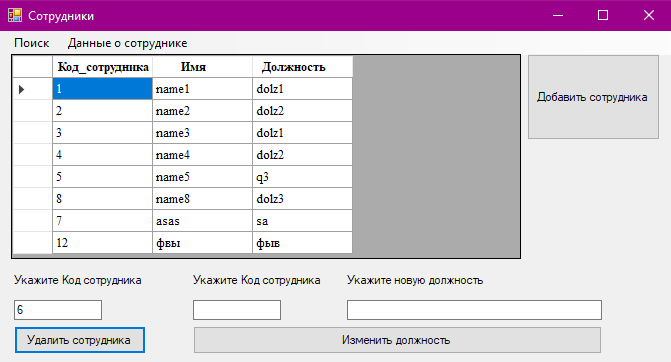 Сотрудники
Поиск Данные о сотруднике
Код_сотрудника Имя Должность
1 name1 dolz1
2 name2 dolz2
3 name3 dolz1
4 name4 dolz2
5 name5 q3
8 name8 dolz3
7 asas sa
12 фвы фыв
Добавить сотрудника
Укажите Код сотрудника Укажите Код сотрудника Укажите новую должность
6
Удалить сотрудника Изменить должность